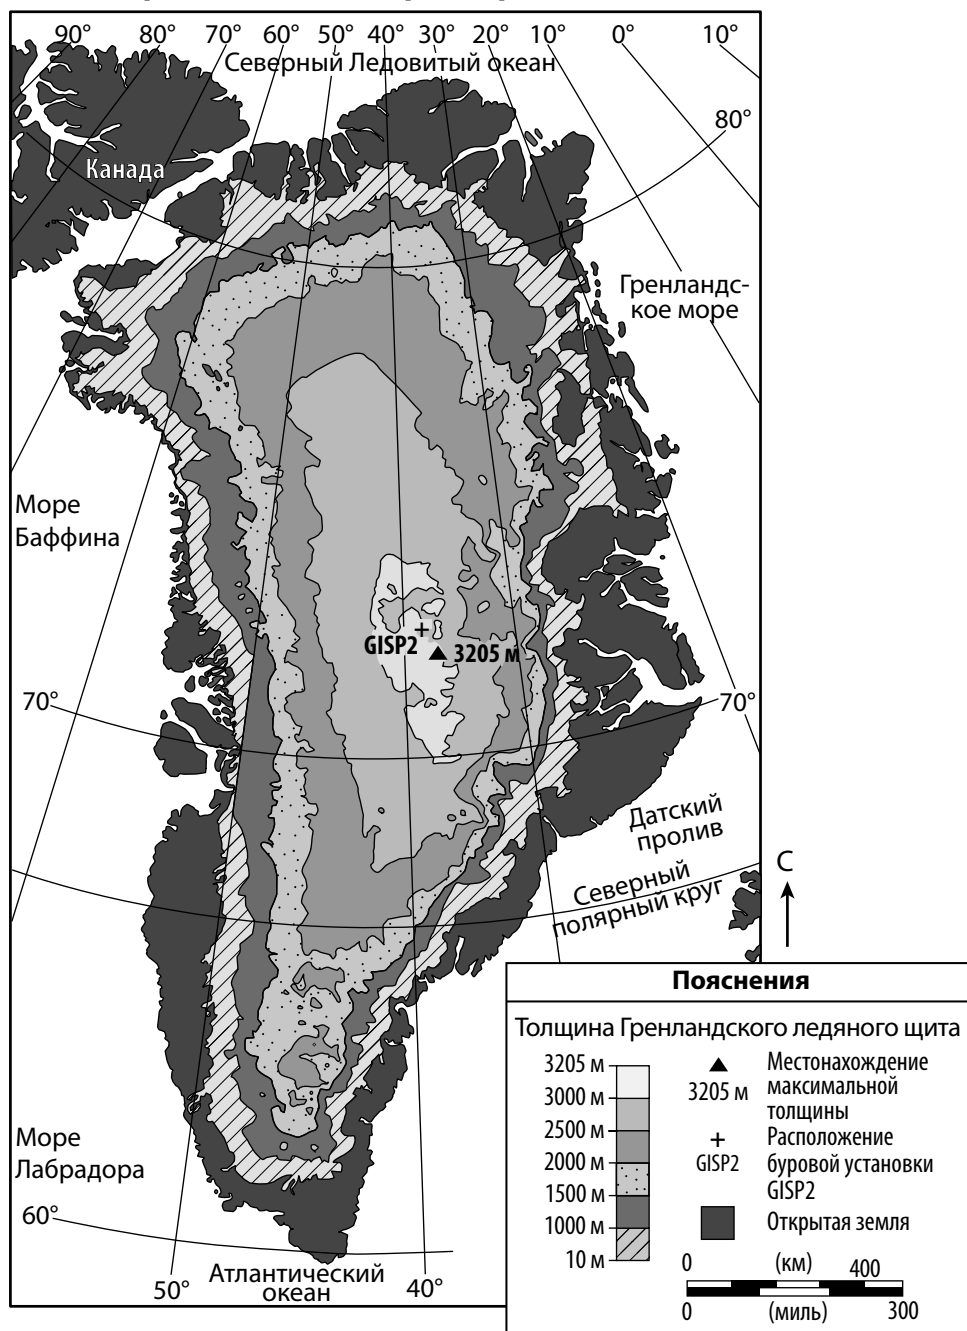 90° 80° 70° 60° 50° 40° 30° 20° 10° 0° 10°
Северный Ледовитый океан
80°
Канада
Гренландс-
кое море
Море
Баффина
GISP2 +
▲ 3205 м
70°
70°
Датский
пролив
Северный
полярный круг
С
Море
Лабрадора
60°
50°
Атлантический
океан
40°
Пояснения
Толщина Гренландского ледяного щита
3205 м
3000 м
2500 м
2000 м
1500 м
1000 м
10 м
▲
3205 м
Местонахождение
максимальной
толщины
+
GISP2
Расположение
буровой установки
GISP2
Открытая земля
0 (км) 400
0 (миль) 300